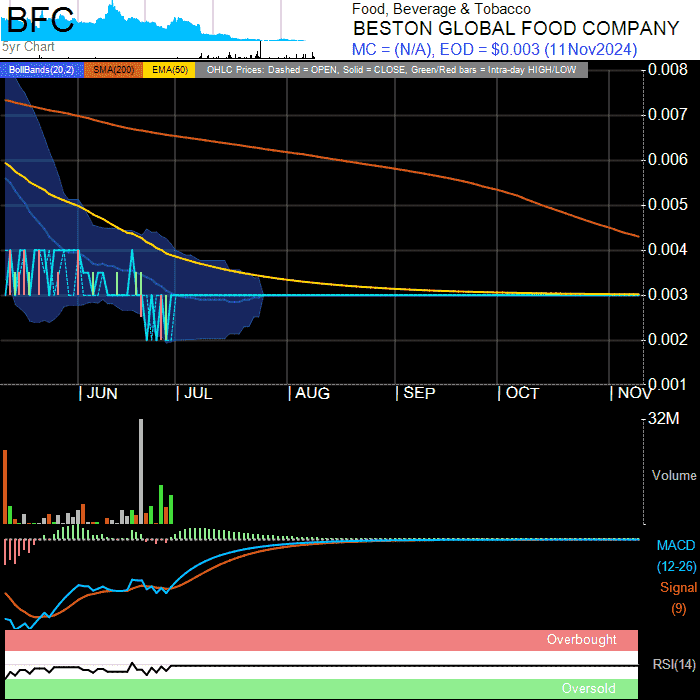 BFC
5yr Chart
Food, Beverage & Tobacco
BESTON GLOBAL FOOD COMPANY
MC = (N/A), EOD = $0.003 (11Nov2024)
BollBands(20,2) SMA(200) EMA(50) OHLC Prices: Dashed = OPEN, Solid = CLOSE, Green/Red bars = Intra-day HIGH/LOW
0.008
0.007
0.006
0.005
0.004
0.003
0.002
0.001
JUN JUL AUG SEP OCT NOV
32M
Volume
MACD
(12-26)
Signal
(9)
Overbought
RSI(14)
Oversold